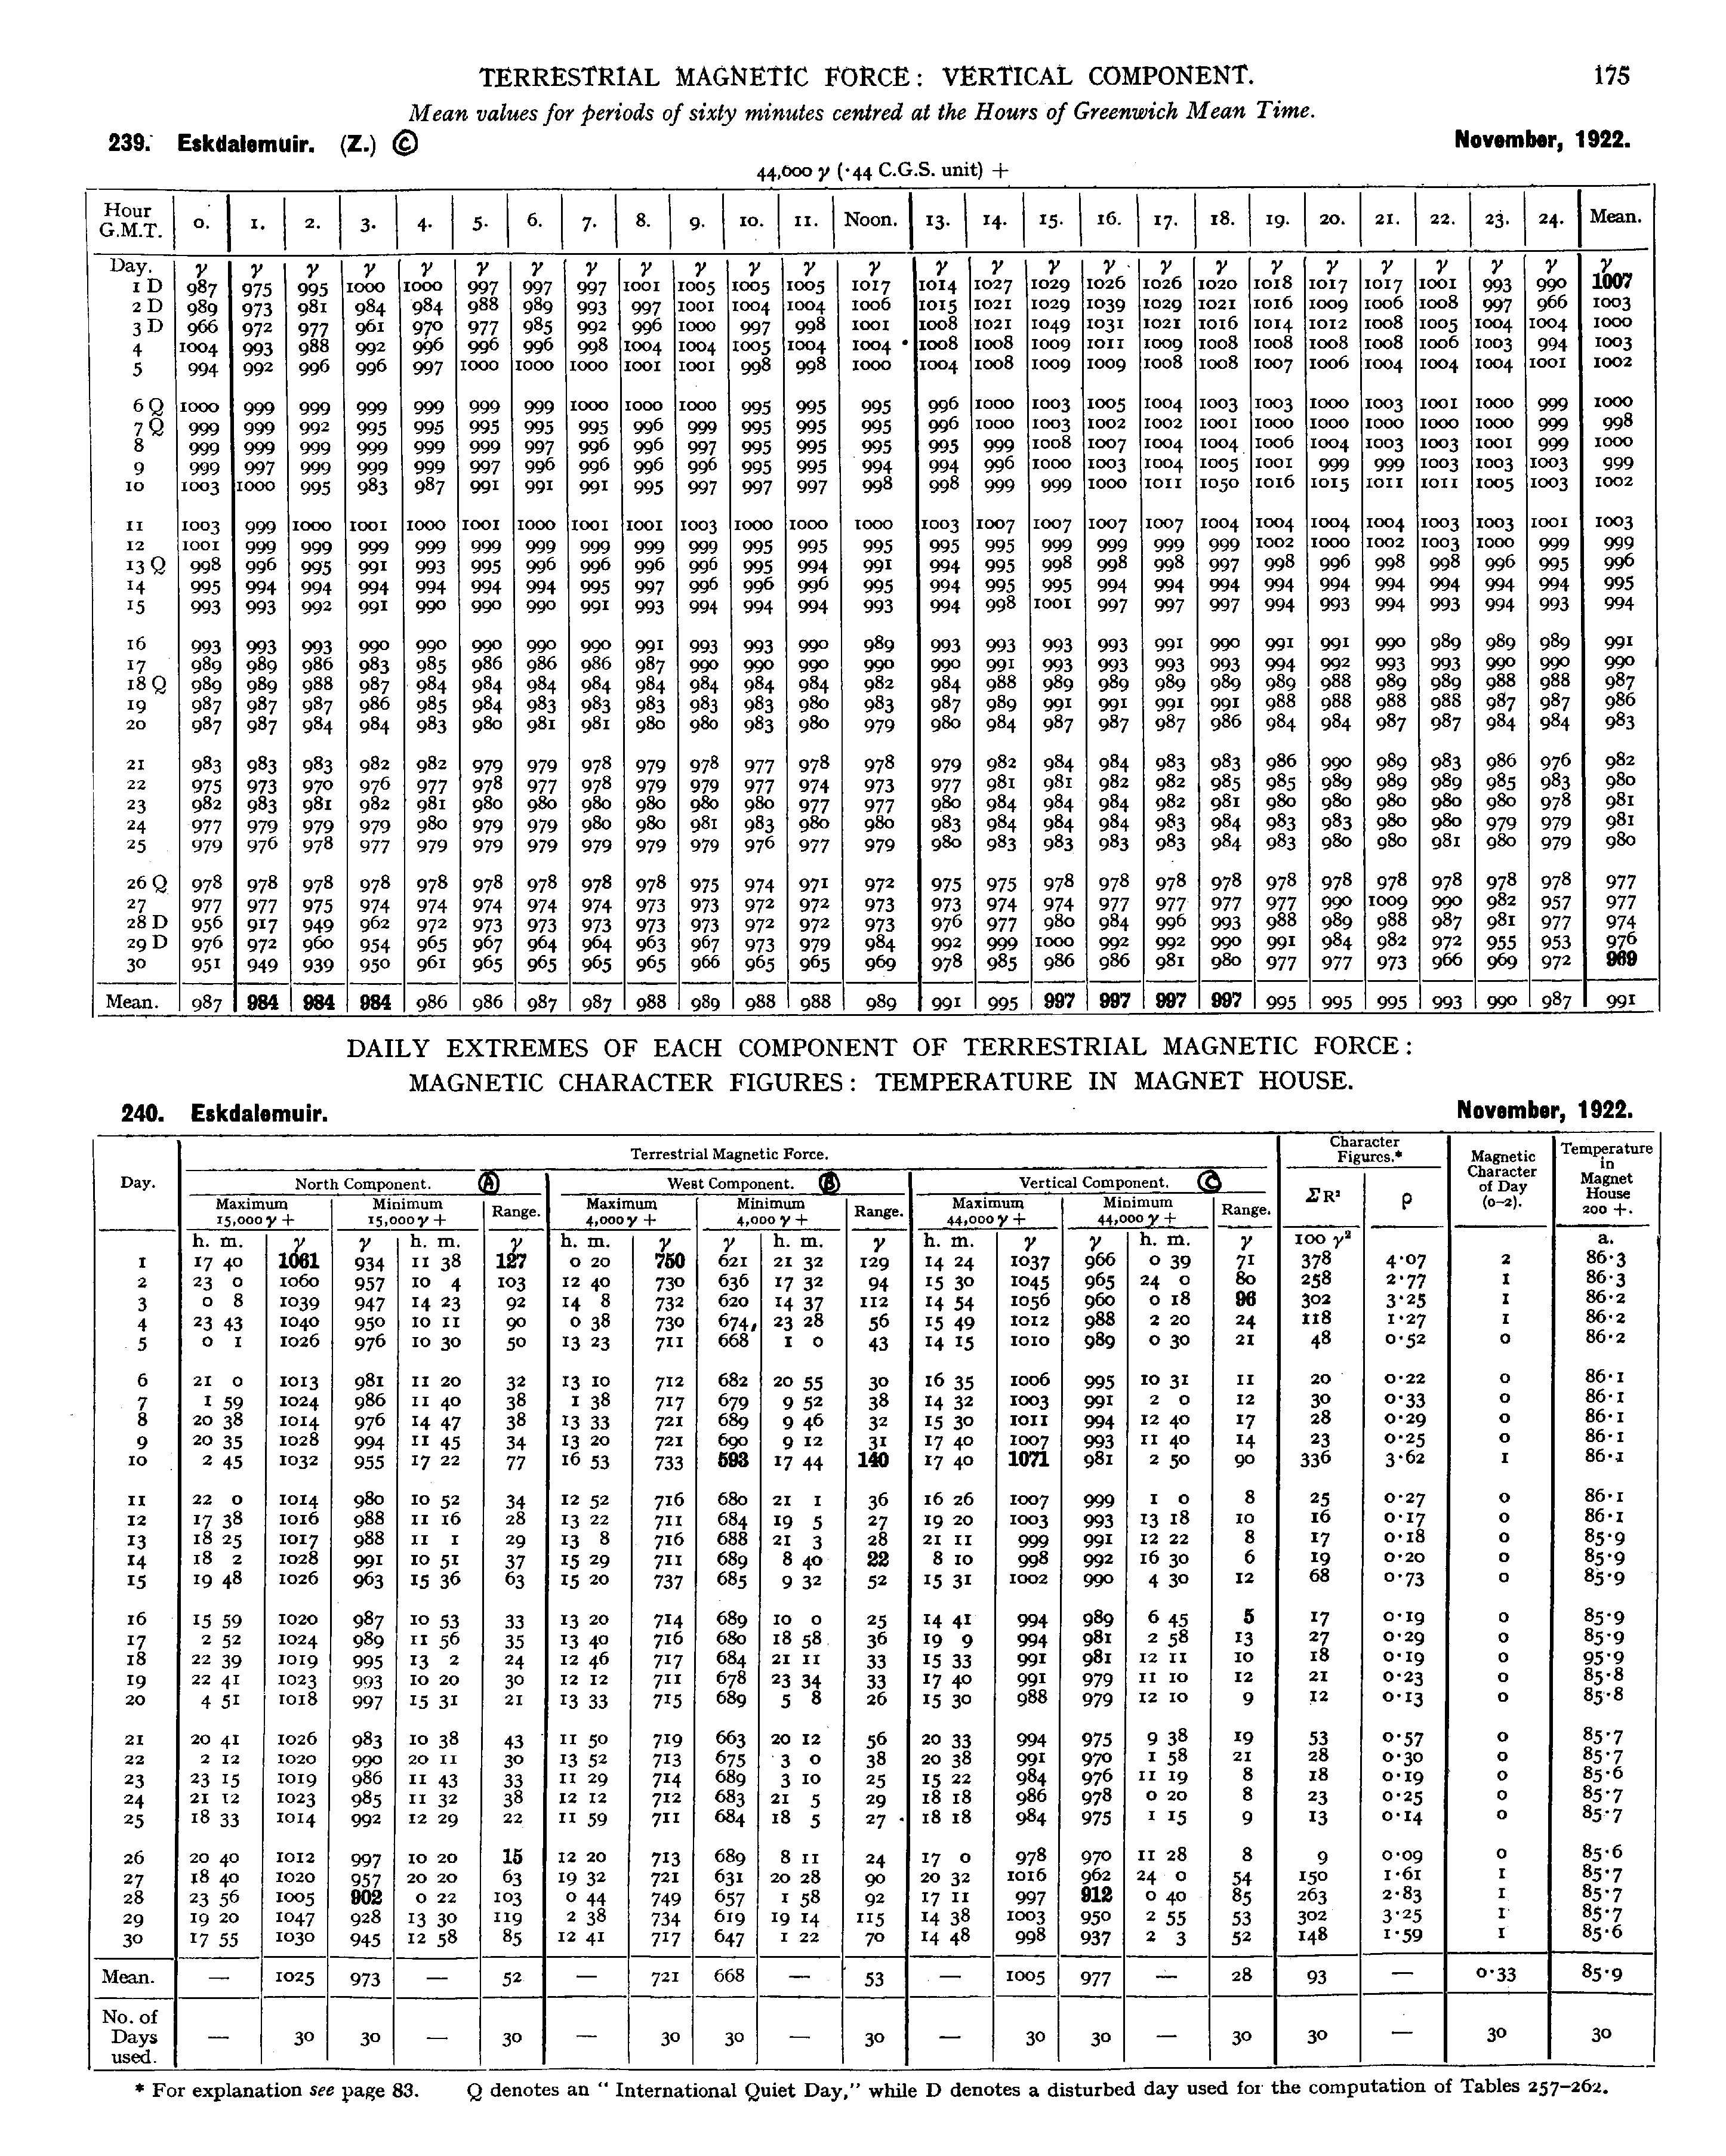 TERRESTRIAL MAGNETIC FORCE: VERTICAL COMPONENT. 175
Mean values for periods of sixty minutes centred at the Hours of Greenwich Mean Time.
239. Eskdalemuir. (Z.) Ⓒ November, 1922.
44,000 γ (·44 C.G.S. unit) +
Hour G.M.T. 0. 1. 2. 3. 4. 5. 6. 7. 8. 9. 10. 11. Noon. 13. 14. 15. 16. 17. 18. 19. 20. 21. 22. 23. 24. Mean.
Day. γ γ γ γ γ γ γ γ γ γ γ γ γ γ γ γ γ γ γ γ γ γ γ γ γ γ
1 D 987 975 995 1000 1000 997 997 997 1001 1005 1005 1005 1017 1014 1027 1029 1026 1026 1020 1018 1017 1017 1001 993 990 1007
2 D 989 973 981 984 984 988 989 993 997 1001 1004 1004 1006 1015 1021 1029 1039 1029 1021 1016 1009 1006 1008 997 966 1003
3 D 966 972 977 961 970 977 985 992 996 1000 997 998 1001 1008 1021 1049 1031 1021 1016 1014 1012 1008 1005 1004 1004 1000
4 1004 993 988 992 996 996 996 998 1004 1004 1005 1004 1004 1008 1008 1009 1011 1009 1008 1008 1008 1008 1006 1003 994 1003
5 994 992 996 996 997 1000 1000 1000 1001 1001 998 998 1000 1004 1008 1009 1009 1008 1008 1007 1006 1004 1004 1004 1001 1002
6 Q 1000 999 999 999 999 999 999 1000 1000 1000 995 995 995 996 1000 1003 1005 1004 1003 1003 1000 1003 1001 1000 999 1000
7 Q 999 999 992 995 995 995 995 995 996 999 995 995 995 996 1000 1003 1002 1002 1001 1000 1000 1000 1000 1000 999 998
8 999 999 999 999 999 999 997 996 996 997 995 995 995 995 999 1008 1007 1004 1004 1006 1004 1003 1003 1001 999 1000
9 999 997 999 999 999 997 996 996 996 996 995 995 994 994 996 1000 1003 1004 1005 1001 999 999 1003 1003 1003 999
10 1003 1000 995 983 987 991 991 991 995 997 997 997 998 998 999 999 1000 1011 1050 1016 1015 1011 1011 1005 1003 1002
11 1003 999 1000 1001 1000 1001 1000 1001 1001 1003 1000 1000 1000 1003 1007 1007 1007 1007 1004 1004 1004 1004 1003 1003 1001 1003
12 1001 999 999 999 999 999 999 999 999 999 995 995 995 995 995 999 999 999 999 1002 1000 1002 1003 1000 999 999
13 Q 998 996 995 991 993 995 996 996 996 996 995 994 991 994 995 998 998 998 997 998 996 998 998 996 995 996
14 995 994 994 994 994 994 994 995 997 996 996 996 995 994 995 995 994 994 994 994 994 994 994 994 994 995
15 993 993 992 991 990 990 990 991 993 994 994 994 993 994 998 1001 997 997 997 994 993 994 993 994 993 994
16 993 993 993 990 990 990 990 990 991 993 993 990 989 993 993 993 993 991 990 991 991 990 989 989 989 991
17 989 989 986 983 985 986 986 986 987 990 990 990 990 990 991 993 993 993 993 994 992 993 993 990 990 990
18 Q 989 989 988 987 984 984 984 984 984 984 984 984 982 984 988 989 989 989 989 989 988 989 989 988 988 987
19 987 987 987 986 985 984 983 983 983 983 983 980 983 987 989 991 991 991 991 988 988 988 988 987 987 986
20 987 987 984 984 983 980 981 981 980 980 983 980 979 980 984 987 987 987 986 984 984 987 987 984 984 983
21 983 983 983 982 982 979 979 978 979 978 977 978 978 979 982 984 984 983 983 986 990 989 983 986 976 982
22 975 973 970 976 977 978 977 978 979 979 977 974 973 977 981 981 982 982 985 985 989 989 989 985 983 980
23 982 983 981 982 981 980 980 980 980 980 980 977 977 980 984 984 984 982 981 980 980 980 980 980 978 981
24 977 979 979 979 980 979 979 980 980 981 983 980 980 983 984 984 984 983 984 983 983 980 980 979 979 981
25 979 976 978 977 979 979 979 979 979 979 976 977 979 980 983 983 983 983 984 983 980 980 981 980 979 980
26 Q 978 978 978 978 978 978 978 978 978 975 974 971 972 975 975 978 978 978 978 978 978 978 978 978 978 977
27 977 977 975 974 974 974 974 974 973 973 972 972 973 973 974 974 977 977 977 977 990 1009 990 982 957 977
28 D 956 917 949 962 972 973 973 973 973 973 972 972 973 976 977 980 984 996 993 988 989 988 987 981 977 974
29 D 976 972 960 954 965 967 964 964 963 967 973 979 984 992 999 1000 992 992 990 991 984 982 972 955 953 976
30 951 949 939 950 961 965 965 965 965 966 965 965 969 978 985 986 986 981 980 977 977 973 966 969 972 969
Mean. 987 984 984 984 986 986 987 987 988 989 988 988 989 991 995 997 997 997 997 995 995 995 993 990 987 991
DAILY EXTREMES OF EACH COMPONENT OF TERRESTRIAL MAGNETIC FORCE:
MAGNETIC CHARACTER FIGURES: TEMPERATURE IN MAGNET HOUSE.
240. Eskdalemuir. November, 1922.
Day. Terrestrial Magnetic Force. Character Figures.* Magnetic Character of Day (0–2). Temperature in Magnet House 200 +.
North Component. Ⓐ West Component. Ⓑ Vertical Component. Ⓒ ΣR² ρ
Maximum 15,000 γ + Minimum 15,000 γ + Range. Maximum 4,000 γ + Minimum 4,000 γ + Range. Maximum 44,000 γ + Minimum 44,000 γ + Range.
h. m. γ γ h. m. γ h. m. γ γ h. m. γ h. m. γ γ h. m. γ 100 γ² a.
1 17 40 1061 934 11 38 127 0 20 750 621 21 32 129 14 24 1037 966 0 39 71 378 4·07 2 86·3
2 23 0 1060 957 10 4 103 12 40 730 636 17 32 94 15 30 1045 965 24 0 80 258 2·77 1 86·3
3 0 8 1039 947 14 23 92 14 8 732 620 14 37 112 14 54 1056 960 0 18 96 302 3·25 1 86·2
4 23 43 1040 950 10 11 90 0 38 730 674 23 28 56 15 49 1012 988 2 20 24 118 1·27 1 86·2
5 0 1 1026 976 10 30 50 13 23 711 668 1 0 43 14 15 1010 989 0 30 21 48 0·52 0 86·2
6 21 0 1013 981 11 20 32 13 10 712 682 20 55 30 16 35 1006 995 10 31 11 20 0·22 0 86·1
7 1 59 1024 986 11 40 38 1 38 717 679 9 52 38 14 32 1003 991 2 0 12 30 0·33 0 86·1
8 20 38 1014 976 14 47 38 13 33 721 689 9 46 32 15 30 1011 994 12 40 17 28 0·29 0 86·1
9 20 35 1028 994 11 45 34 13 20 721 690 9 12 31 17 40 1007 993 11 40 14 23 0·25 0 86·1
10 2 45 1032 955 17 22 77 16 53 733 593 17 44 140 17 40 1071 981 2 50 90 336 3·62 1 86·1
11 22 0 1014 980 10 52 34 12 52 716 680 21 1 36 16 26 1007 999 1 0 8 25 0·27 0 86·1
12 17 38 1016 988 11 16 28 13 22 711 684 19 5 27 19 20 1003 993 13 18 10 16 0·17 0 86·1
13 18 25 1017 988 11 1 29 13 8 716 688 21 3 28 21 11 999 991 12 22 8 17 0·18 0 85·9
14 18 2 1028 991 10 51 37 15 29 711 689 8 40 22 8 10 998 992 16 30 6 19 0·20 0 85·9
15 19 48 1026 963 15 36 63 15 20 737 685 9 32 52 15 31 1002 990 4 30 12 68 0·73 0 85·9
16 15 59 1020 987 10 53 33 13 20 714 689 10 0 25 14 41 994 989 6 45 5 17 0·19 0 85·9
17 2 52 1024 989 11 56 35 13 40 716 680 18 58 36 19 9 994 981 2 58 13 27 0·29 0 85·9
18 22 39 1019 995 13 2 24 12 46 717 684 21 11 33 15 33 991 981 12 11 10 18 0·19 0 95·9
19 22 41 1023 993 10 20 30 12 12 711 678 23 34 33 17 40 991 979 11 10 12 21 0·23 0 85·8
20 4 51 1018 997 15 31 21 13 33 715 689 5 8 26 15 30 988 979 12 10 9 12 0·13 0 85·8
21 20 41 1026 983 10 38 43 11 50 719 663 20 12 56 20 33 994 975 9 38 19 53 0·57 0 85·7
22 2 12 1020 990 20 11 30 13 52 713 675 3 0 38 20 38 991 970 1 58 21 28 0·30 0 85·7
23 23 15 1019 986 11 43 33 11 29 714 689 3 10 25 15 22 984 976 11 19 8 18 0·19 0 85·6
24 21 12 1023 985 11 32 38 12 12 712 683 21 5 29 18 18 986 978 0 20 8 23 0·25 0 85·7
25 18 33 1014 992 12 29 22 11 59 711 684 18 5 27 18 18 984 975 1 15 9 13 0·14 0 85·7
26 20 40 1012 997 10 20 15 12 20 713 689 8 11 24 17 0 978 970 11 28 8 9 0·09 0 85·6
27 18 40 1020 957 20 20 63 19 32 721 631 20 28 90 20 32 1016 962 24 0 54 150 1·61 1 85·7
28 23 56 1005 902 0 22 103 0 44 749 657 1 58 92 17 11 997 912 0 40 85 263 2·83 1 85·7
29 19 20 1047 928 13 30 119 2 38 734 619 19 14 115 14 38 1003 950 2 55 53 302 3·25 1 85·7
30 17 55 1030 945 12 58 85 12 41 717 647 1 22 70 14 48 998 937 2 3 52 148 1·59 1 85·6
Mean. — 1025 973 — 52 — 721 668 — 53 — 1005 977 — 28 93 — 0·33 85·9
No. of Days used. — 30 30 — 30 — 30 30 — 30 — 30 30 — 30 30 — 30 30
* For explanation see page 83. Q denotes an "International Quiet Day," while D denotes a disturbed day used for the computation of Tables 257–262.